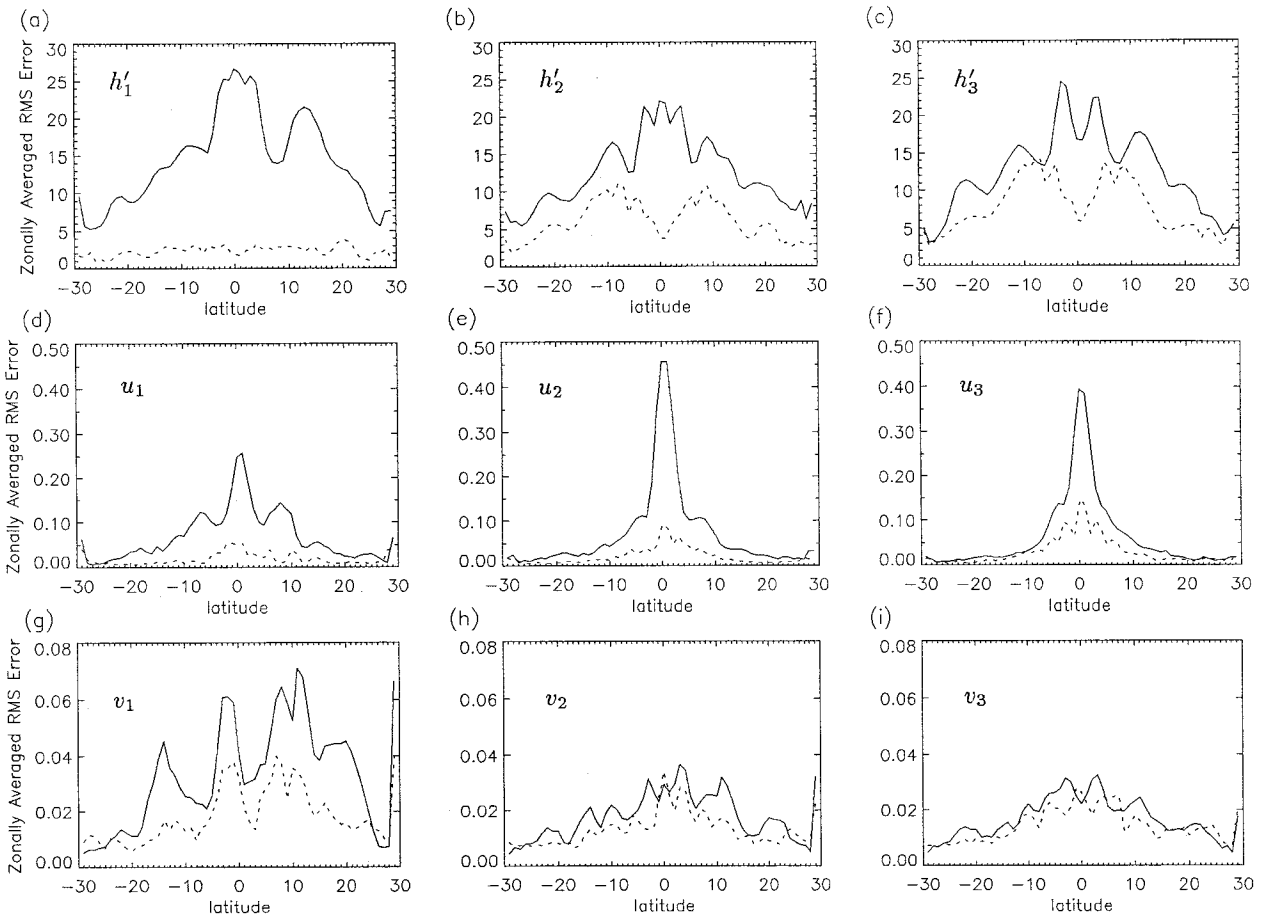 (a)
Zonally Averaged RMS Error
30
25
20
15
10
5
0
h′₁
−30 −20 −10 0 10 20 30
latitude
(b)
30
25
20
15
10
5
0
h′₂
−30 −20 −10 0 10 20 30
latitude
(c)
30
25
20
15
10
5
0
h′₃
−30 −20 −10 0 10 20 30
latitude
(d)
Zonally Averaged RMS Error
0.50
0.40
0.30
0.20
0.10
0.00
u₁
−30 −20 −10 0 10 20 30
latitude
(e)
0.50
0.40
0.30
0.20
0.10
0.00
u₂
−30 −20 −10 0 10 20 30
latitude
(f)
0.50
0.40
0.30
0.20
0.10
0.00
u₃
−30 −20 −10 0 10 20 30
latitude
(g)
Zonally Averaged RMS Error
0.08
0.06
0.04
0.02
0.00
v₁
−30 −20 −10 0 10 20 30
latitude
(h)
0.08
0.06
0.04
0.02
0.00
v₂
−30 −20 −10 0 10 20 30
latitude
(i)
0.08
0.06
0.04
0.02
0.00
v₃
−30 −20 −10 0 10 20 30
latitude